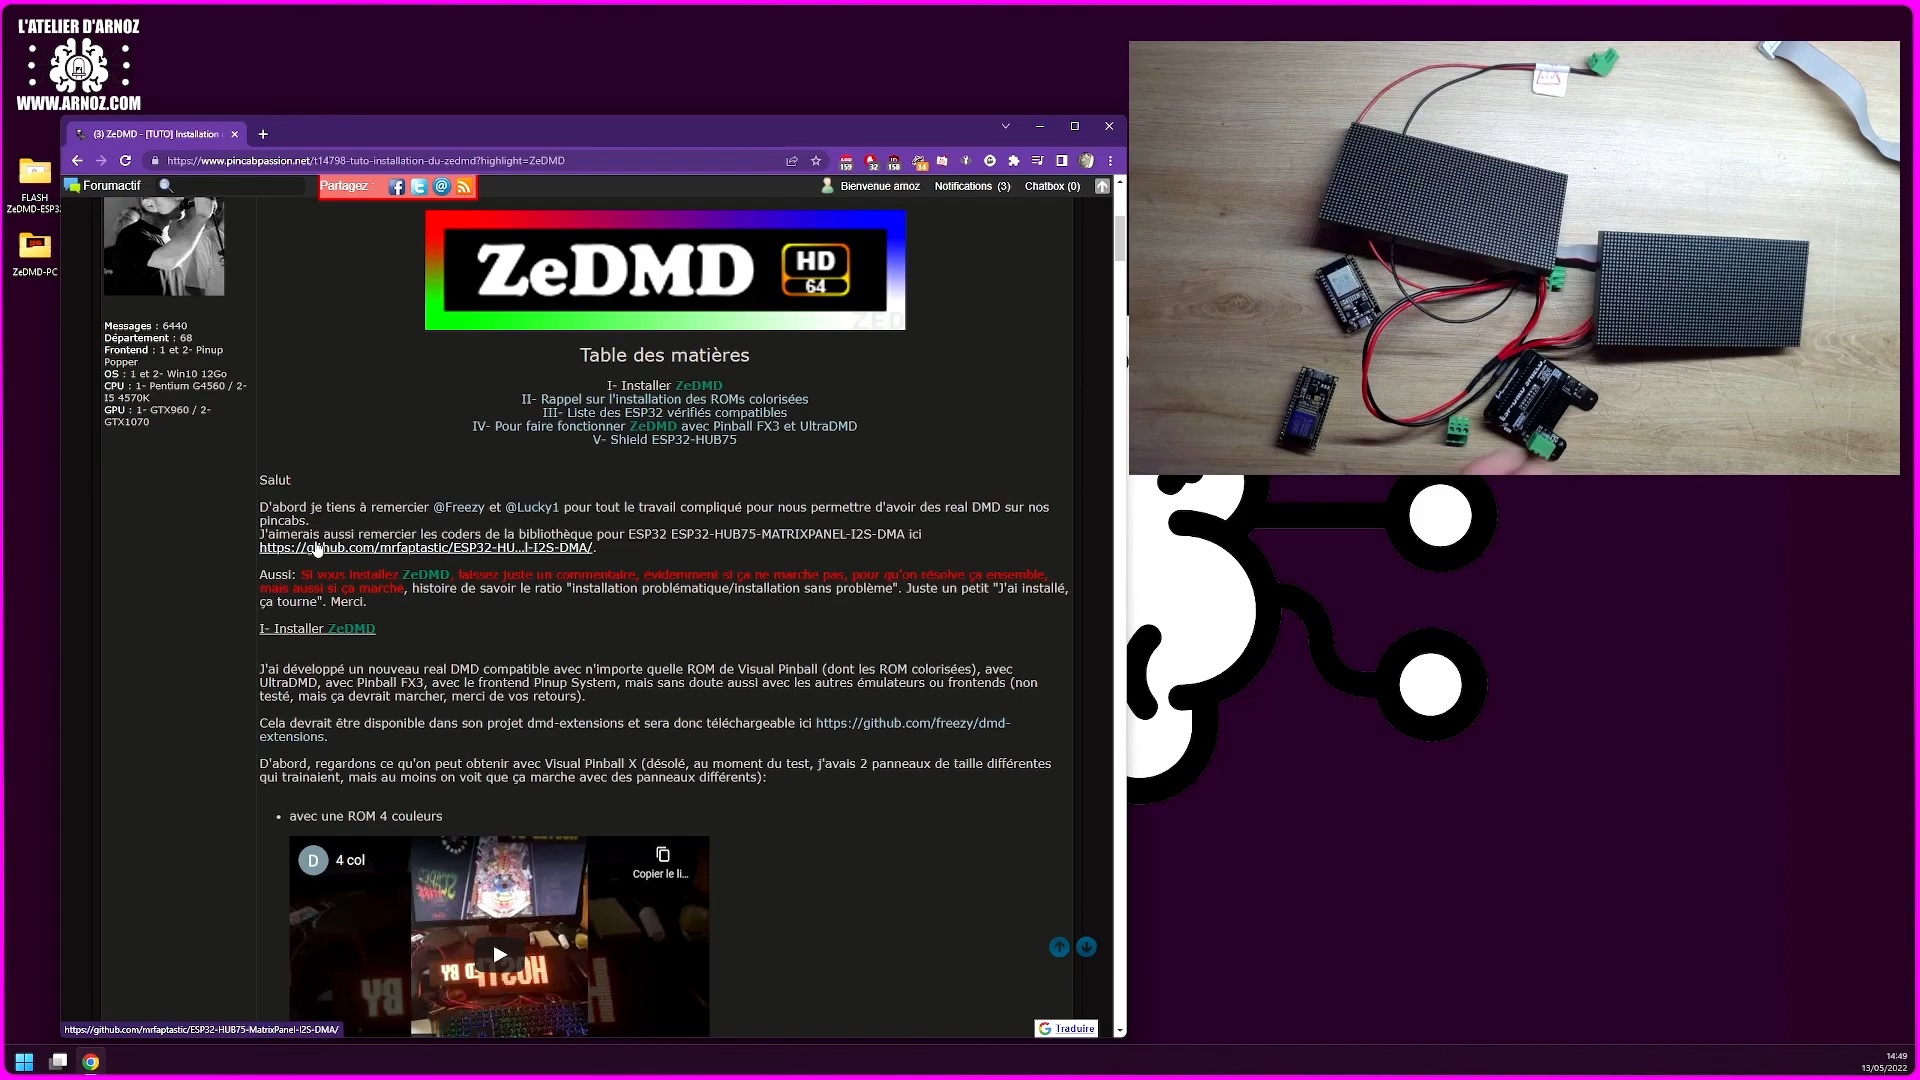 L'ATELIER D'ARNOZ
WWW.ARNOZ.COM
FLASH
ZeDMD-ESP32
ZeDMD-PC
(3) ZeDMD - [TUTO] Installation
https://www.pincabpassion.net/t14798-tuto-installation-du-zedmd?highlight=ZeDMD
159
32
158
14
Forumactif
Partagez :
Bienvenue arnoz
Notifications (3)
Chatbox (0)
ZeDMD
HD
64
Messages : 6440
Département : 68
Frontend : 1 et 2- Pinup
Popper
OS : 1 et 2- Win10 12Go
CPU : 1- Pentium G4560 / 2-
I5 4570K
GPU : 1- GTX960 / 2-
GTX1070
Table des matières
I- Installer ZeDMD
II- Rappel sur l'installation des ROMs colorisées
III- Liste des ESP32 vérifiés compatibles
IV- Pour faire fonctionner ZeDMD avec Pinball FX3 et UltraDMD
V- Shield ESP32-HUB75
Salut
D'abord je tiens à remercier @Freezy et @Lucky1 pour tout le travail compliqué pour nous permettre d'avoir des real DMD sur nos
pincabs.
J'aimerais aussi remercier les coders de la bibliothèque pour ESP32 ESP32-HUB75-MATRIXPANEL-I2S-DMA ici
https://github.com/mrfaptastic/ESP32-HU...l-I2S-DMA/.
Aussi: Si vous installez ZeDMD, laissez juste un commentaire, évidemment si ça ne marche pas, pour qu'on résolve ça ensemble,
mais aussi si ça marche, histoire de savoir le ratio "installation problématique/installation sans problème". Juste un petit "J'ai installé,
ça tourne". Merci.
I- Installer ZeDMD
J'ai développé un nouveau real DMD compatible avec n'importe quelle ROM de Visual Pinball (dont les ROM colorisées), avec
UltraDMD, avec Pinball FX3, avec le frontend Pinup System, mais sans doute aussi avec les autres émulateurs ou frontends (non
testé, mais ça devrait marcher, merci de vos retours).
Cela devrait être disponible dans son projet dmd-extensions et sera donc téléchargeable ici https://github.com/freezy/dmd-
extensions.
D'abord, regardons ce qu'on peut obtenir avec Visual Pinball X (désolé, au moment du test, j'avais 2 panneaux de taille différentes
qui trainaient, mais au moins on voit que ça marche avec des panneaux différents):
• avec une ROM 4 couleurs
D
4 col
Copier le li...
Traduire
https://github.com/mrfaptastic/ESP32-HUB75-MatrixPanel-I2S-DMA/
14:49
13/05/2022